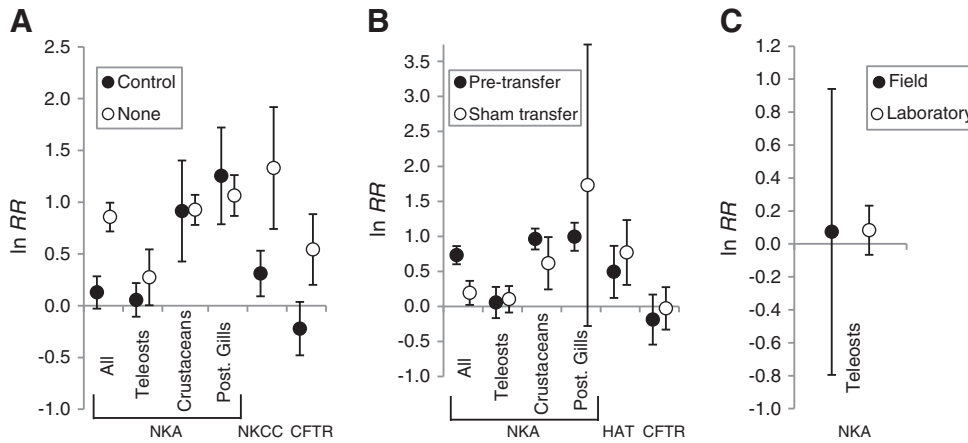 A
B
C
ln RR
2.5
2.0
1.5
1.0
0.5
0.0
-0.5
-1.0
Control
None
All
Teleosts
Crustaceans
Post. Gills
NKA
NKCC
CFTR
ln RR
3.5
3.0
2.5
2.0
1.5
1.0
0.5
0.0
-0.5
-1.0
Pre-transfer
Sham transfer
All
Teleosts
Crustaceans
Post. Gills
NKA
HAT
CFTR
ln RR
1.2
1.0
0.8
0.6
0.4
0.2
0.0
-0.2
-0.4
-0.6
-0.8
-1.0
Field
Laboratory
Teleosts
NKA